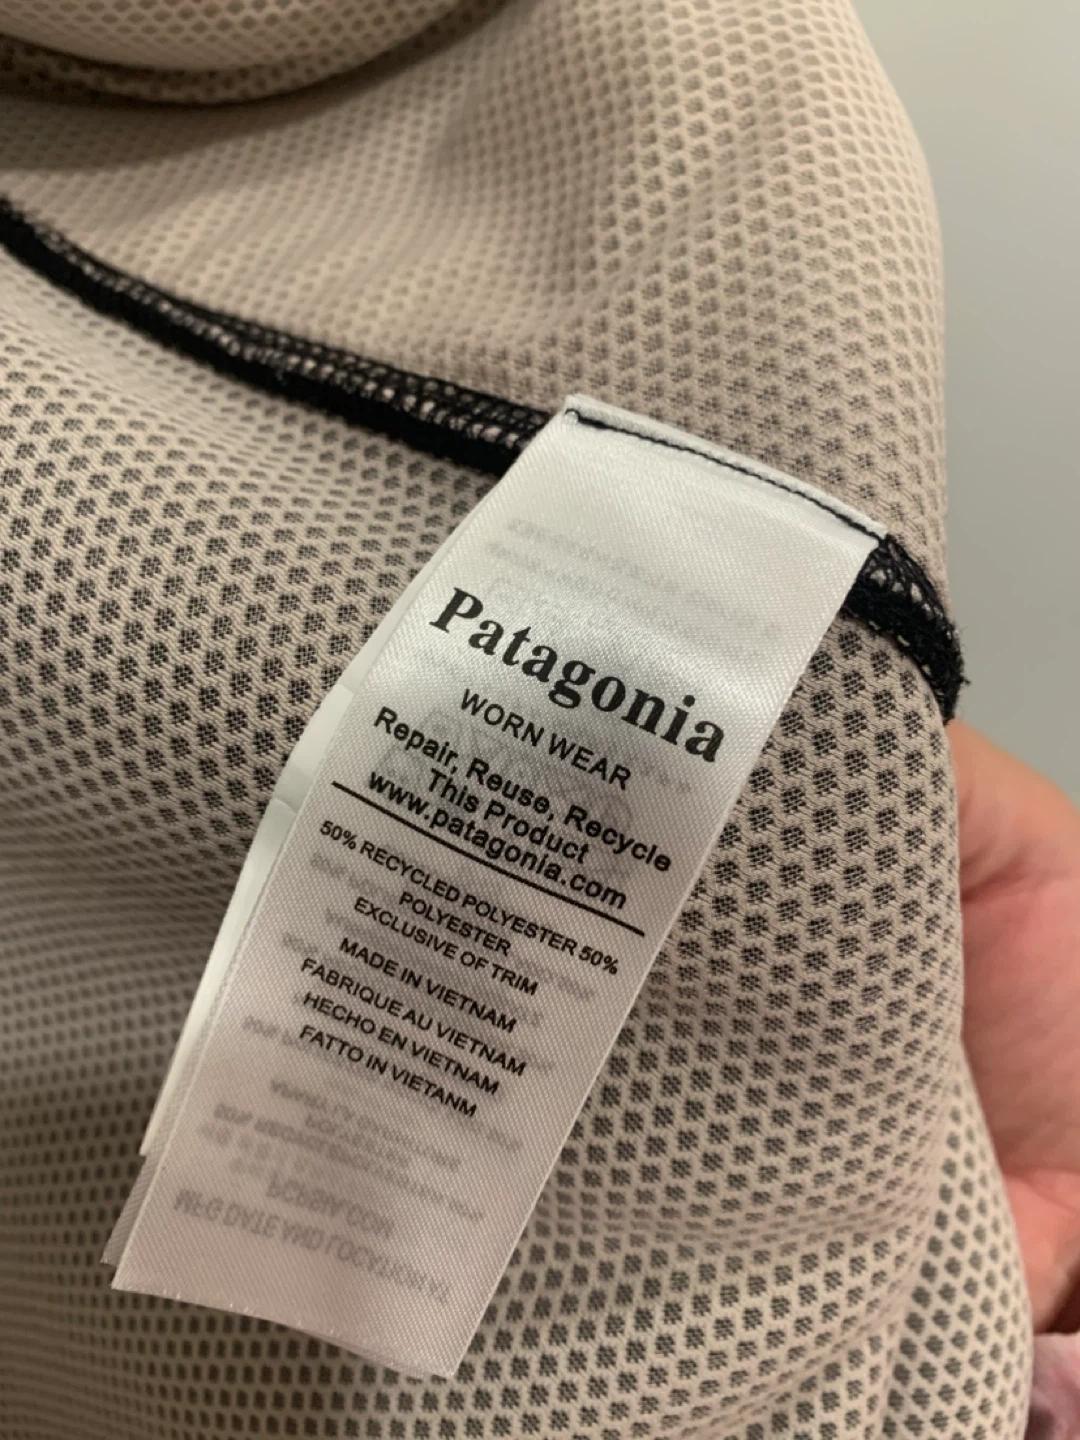 Patagonia
WORN WEAR
Repair, Reuse, Recycle
This Product
www.patagonia.com
50% RECYCLED POLYESTER 50%
POLYESTER
EXCLUSIVE OF TRIM
MADE IN VIETNAM
FABRIQUE AU VIETNAM
HECHO EN VIETNAM
FATTO IN VIETANM